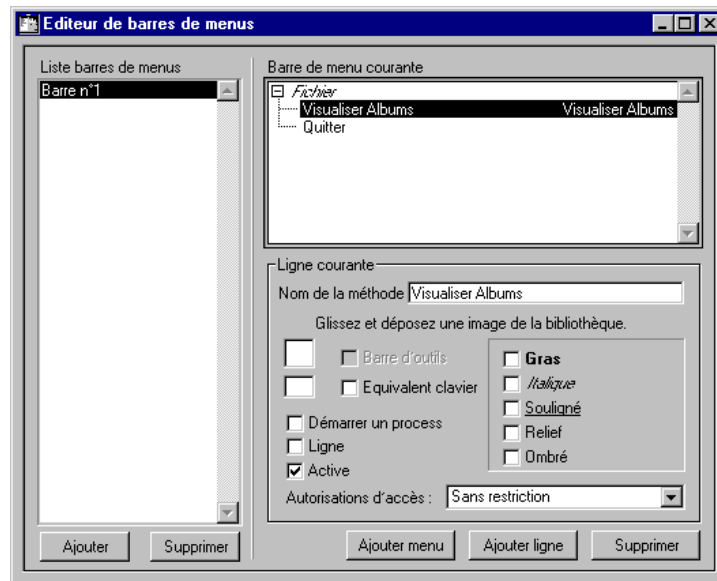 Editeur de barres de menus
Liste barres de menus
Barre n°1
Ajouter
Supprimer
Barre de menu courante
Fichier
Visualiser Albums Visualiser Albums
Quitter
Ligne courante
Nom de la méthode Visualiser Albums
Glissez et déposez une image de la bibliothèque.
Barre d'outils
Equivalent clavier
Démarrer un process
Ligne
Active
Gras
Italique
Souligné
Relief
Ombré
Autorisations d'accès : Sans restriction
Ajouter menu
Ajouter ligne
Supprimer